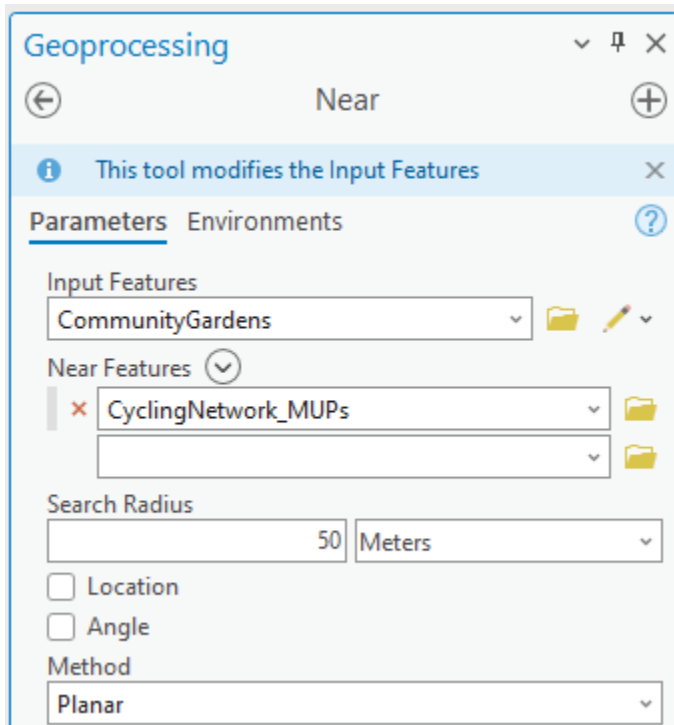 Geoprocessing
Near
This tool modifies the Input Features
Parameters Environments
Input Features
CommunityGardens
Near Features
CyclingNetwork_MUPs
Search Radius
50 Meters
Location
Angle
Method
Planar